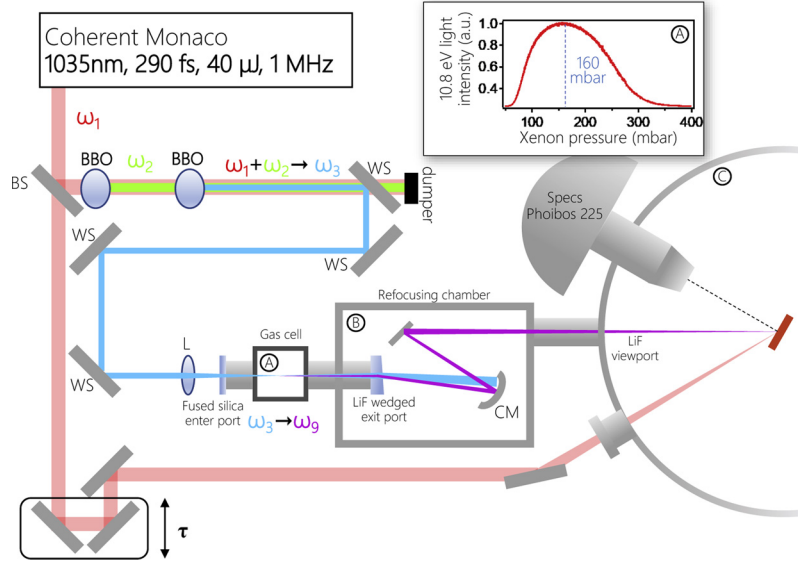 Coherent Monaco
1035nm, 290 fs, 40 µJ, 1 MHz
ω₁
BS
BBO
ω₂
BBO
ω₁+ω₂→ω₃
WS
dumper
WS
WS
WS
L
Fused silica
enter port
Gas cell
A
ω₃→ω₉
Refocusing chamber
B
LiF wedged
exit port
CM
LiF
viewport
C
Specs
Phoibos 225
τ
10.8 eV light
intensity (a.u.)
1.0
0.8
0.6
0.4
A
160
mbar
100 200 300 400
Xenon pressure (mbar)